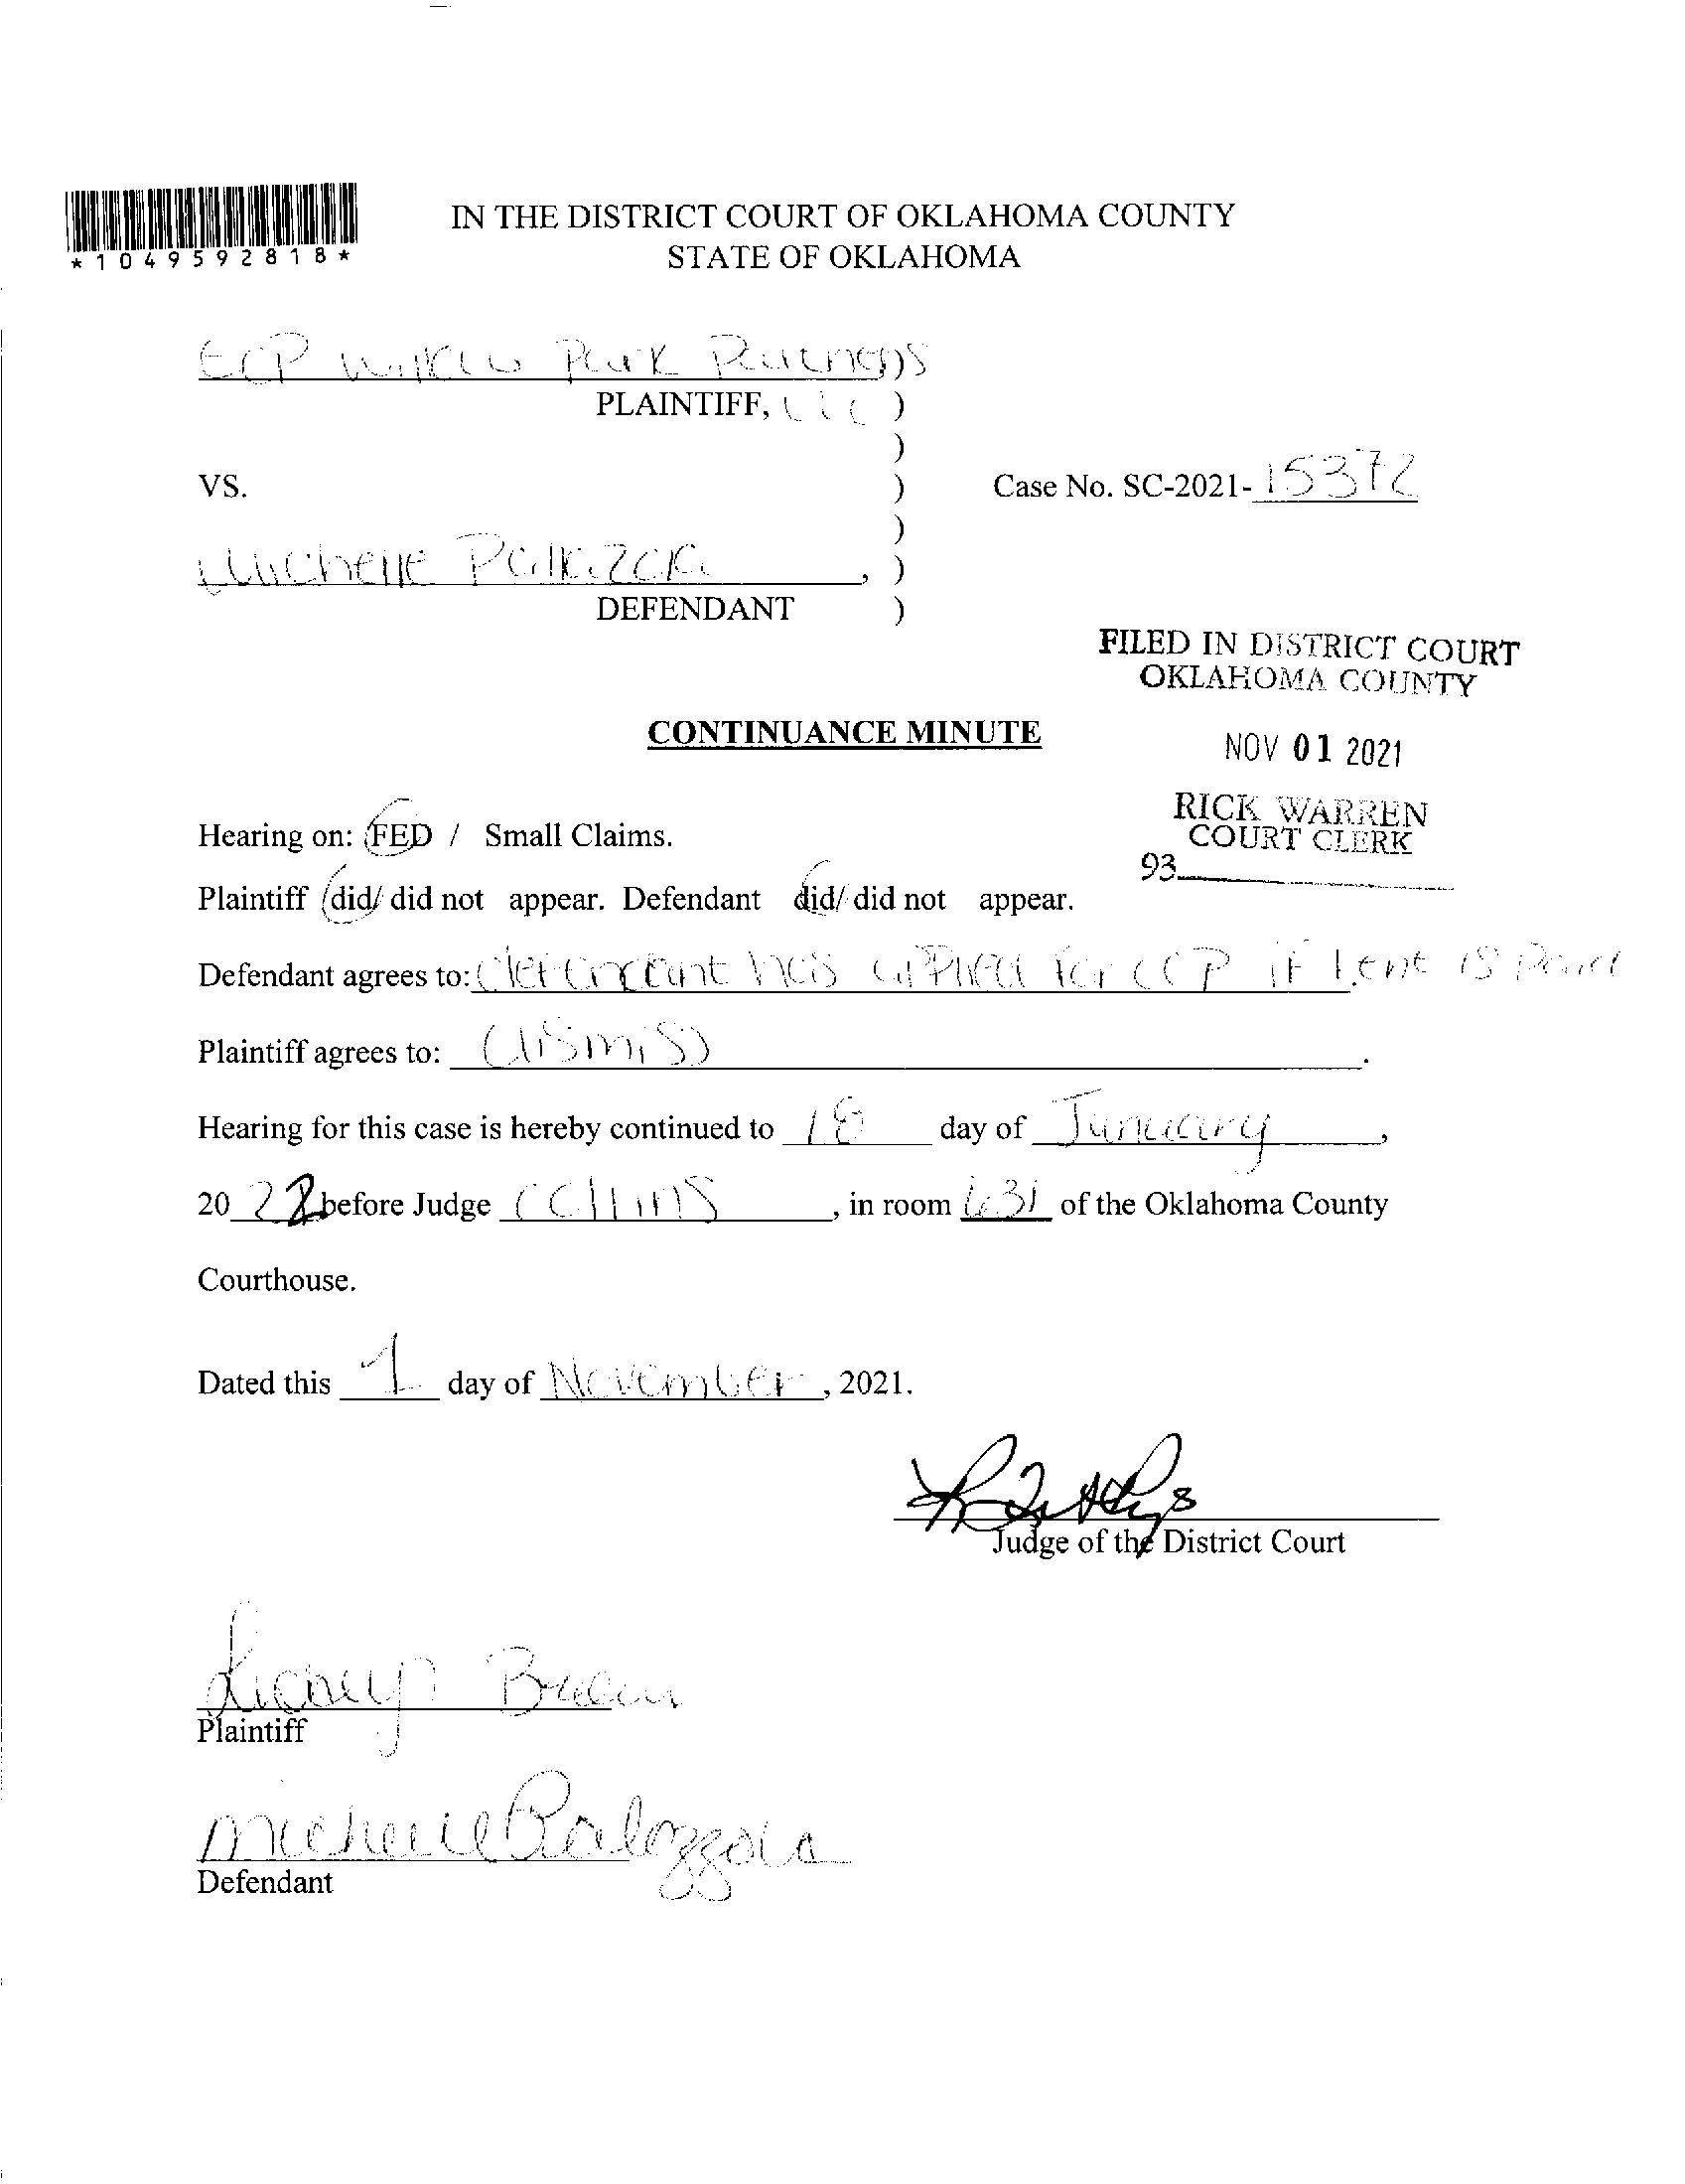 *1049592818*
IN THE DISTRICT COURT OF OKLAHOMA COUNTY
STATE OF OKLAHOMA
ECP Park Partners
PLAINTIFF, LLC )
)
VS. ) Case No. SC-2021-15372
)
Michelle , )
DEFENDANT )
FILED IN DISTRICT COURT
OKLAHOMA COUNTY
CONTINUANCE MINUTE
NOV 01 2021
RICK WARREN
COURT CLERK
93
Hearing on: FED / Small Claims.
Plaintiff did/ did not appear. Defendant did/ did not appear.
Defendant agrees to: defendant has applied for CCP if rent is paid.
Plaintiff agrees to: dismiss.
Hearing for this case is hereby continued to 18 day of January,
2022 before Judge Collins, in room 631 of the Oklahoma County
Courthouse.
Dated this 1 day of November, 2021.
Judge of the District Court
Plaintiff
Michelle
Defendant